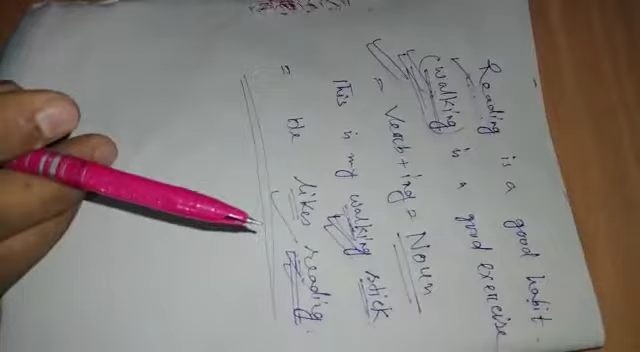 Reading is a good habit.
(walking) is a good exercise
= Verb + ing = Noun
This is my walking stick.
= He likes reading.